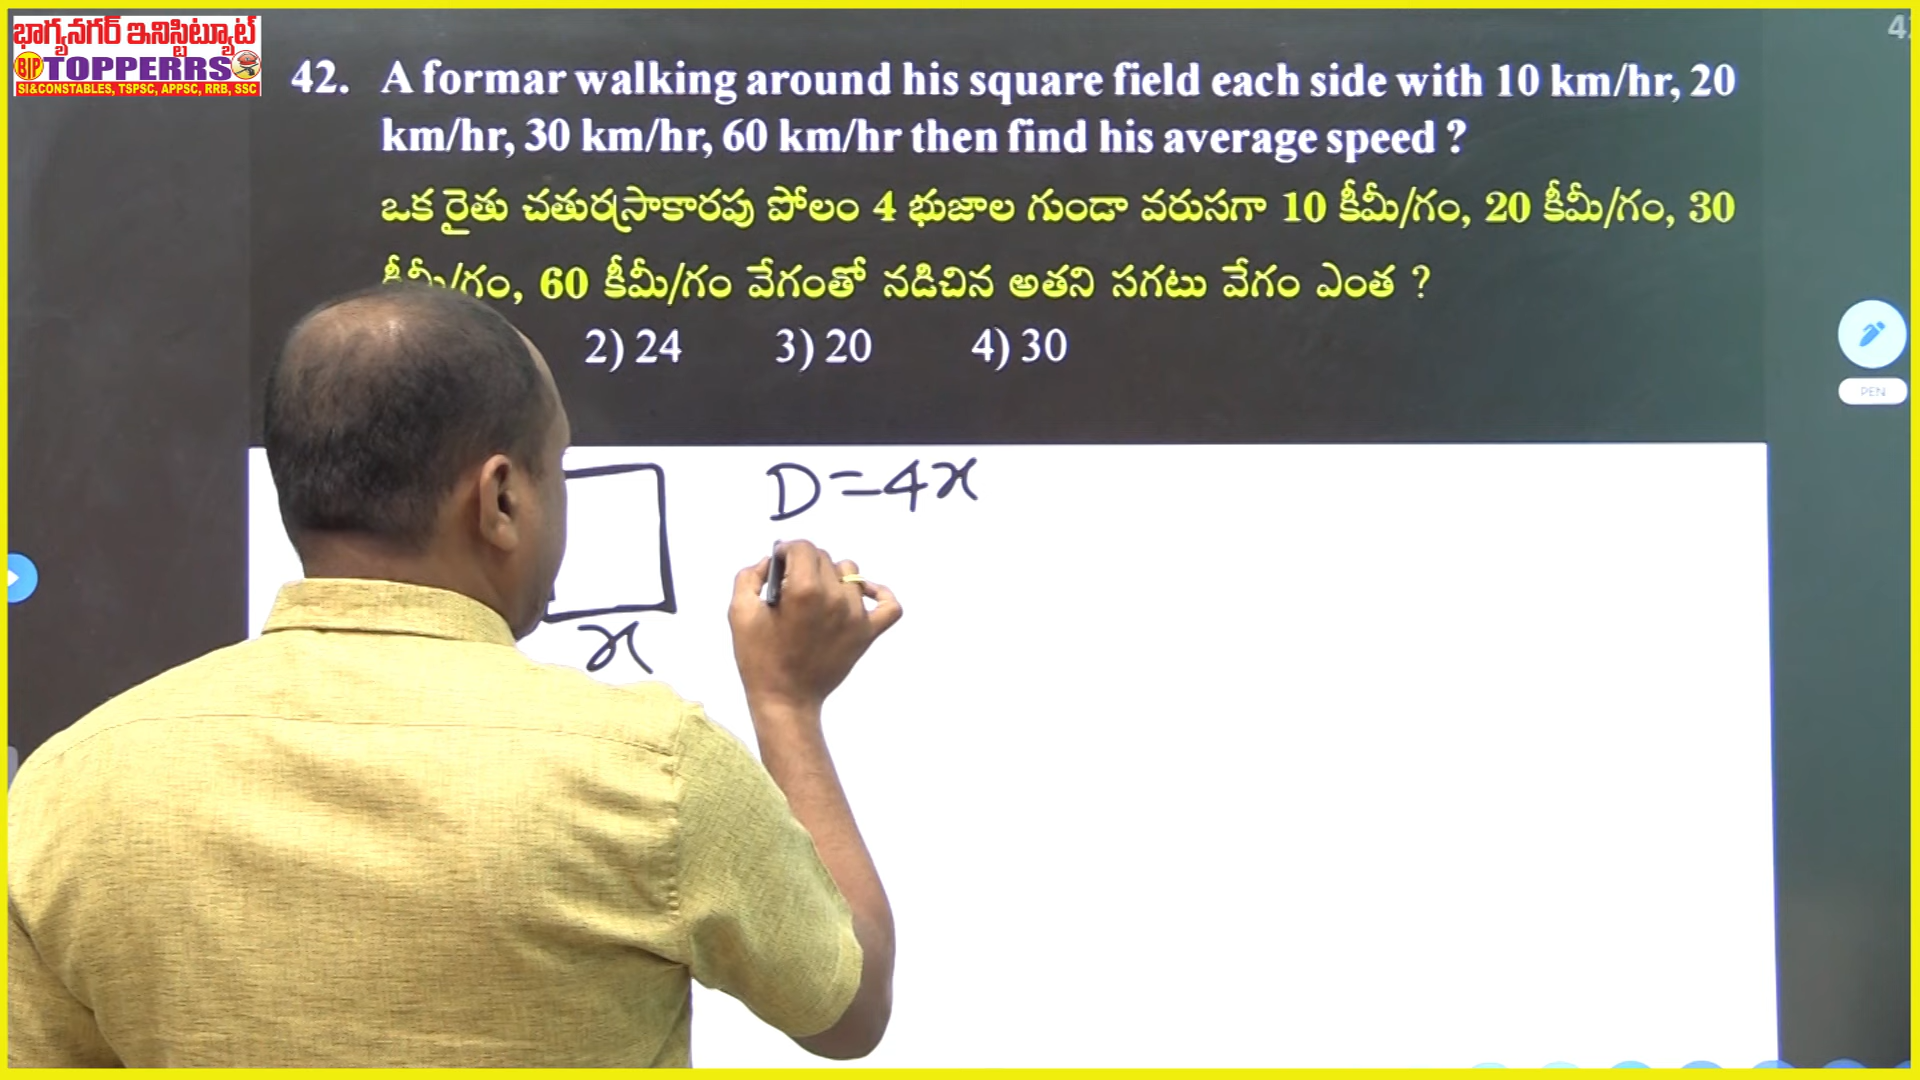 భాగ్యనగర్ ఇనిస్టిట్యూట్
BIP TOPPERRS
SI&CONSTABLES, TSPSC, APPSC, RRB, SSC
42. A formar walking around his square field each side with 10 km/hr, 20
km/hr, 30 km/hr, 60 km/hr then find his average speed ?
ఒక రైతు చతురస్రాకారపు పోలం 4 భుజాల గుండా వరుసగా 10 కీమీ/గం, 20 కీమీ/గం, 30
కీమీ/గం, 60 కీమీ/గం వేగంతో నడిచిన అతని సగటు వేగం ఎంత ?
2) 24 3) 20 4) 30
PEN
D=4x
x